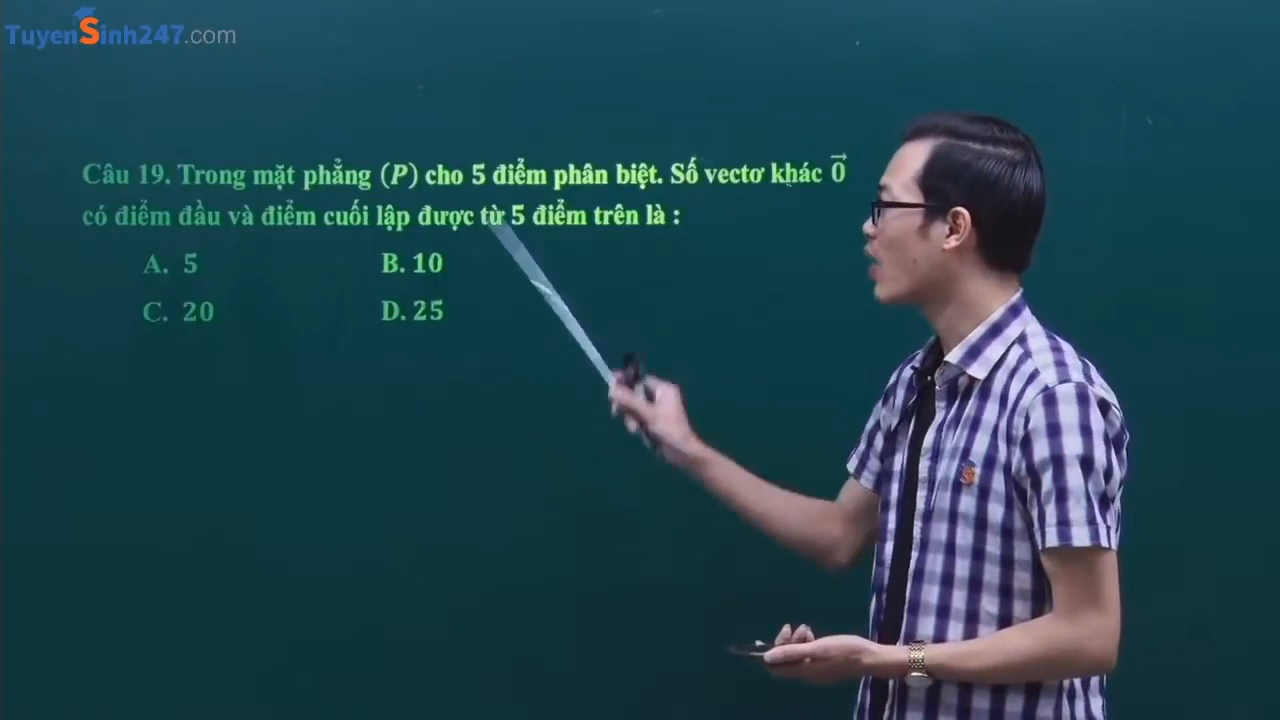 TuyenSinh247.com
Câu 19. Trong mặt phẳng (P) cho 5 điểm phân biệt. Số vectơ khác 0⃗
có điểm đầu và điểm cuối lập được từ 5 điểm trên là :
A. 5 B. 10
C. 20 D. 25